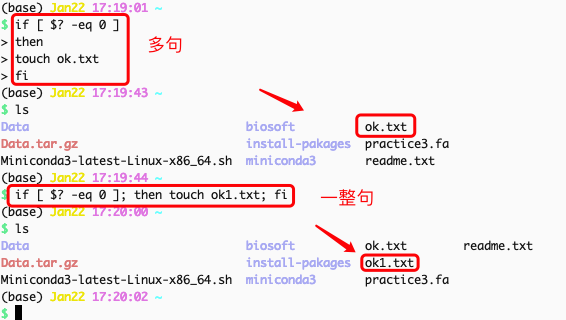 (base) Jan22 17:19:01 ~
$ if [ $? -eq 0 ]
> then
> touch ok.txt
> fi
多句
(base) Jan22 17:19:43 ~
$ ls
Data biosoft ok.txt
Data.tar.gz install-pakages practice3.fa
Miniconda3-latest-Linux-x86_64.sh miniconda3 readme.txt
(base) Jan22 17:19:44 ~
$ if [ $? -eq 0 ]; then touch ok1.txt; fi 一整句
(base) Jan22 17:20:00 ~
$ ls
Data biosoft ok.txt readme.txt
Data.tar.gz install-pakages ok1.txt
Miniconda3-latest-Linux-x86_64.sh miniconda3 practice3.fa
(base) Jan22 17:20:02 ~
$